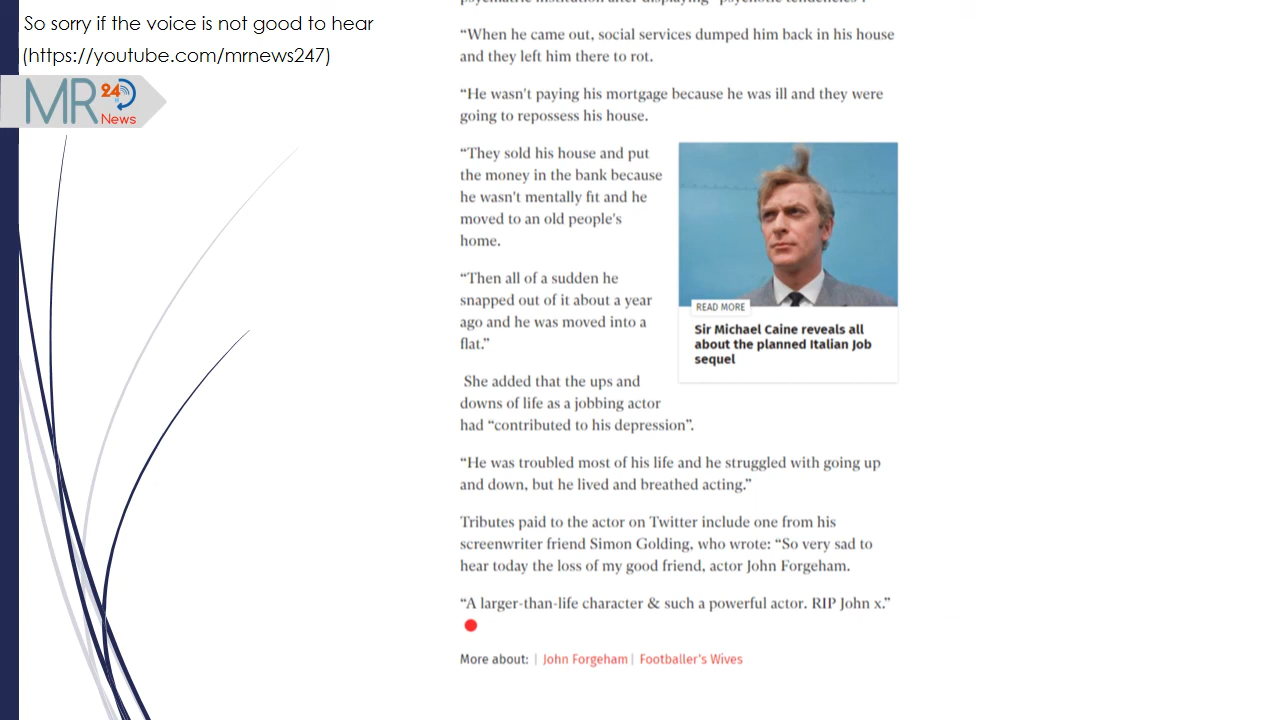 So sorry if the voice is not good to hear
(https://youtube.com/mrnews247)
MR 24
News
psychiatric institution after displaying "psychotic tendencies".
“When he came out, social services dumped him back in his house
and they left him there to rot.
“He wasn't paying his mortgage because he was ill and they were
going to repossess his house.
“They sold his house and put
the money in the bank because
he wasn't mentally fit and he
moved to an old people's
home.
“Then all of a sudden he
snapped out of it about a year
ago and he was moved into a
flat.”
READ MORE
Sir Michael Caine reveals all
about the planned Italian Job
sequel
She added that the ups and
downs of life as a jobbing actor
had “contributed to his depression”.
“He was troubled most of his life and he struggled with going up
and down, but he lived and breathed acting.”
Tributes paid to the actor on Twitter include one from his
screenwriter friend Simon Golding, who wrote: “So very sad to
hear today the loss of my good friend, actor John Forgeham.
“A larger-than-life character & such a powerful actor. RIP John x.”
More about: | John Forgeham | Footballer's Wives